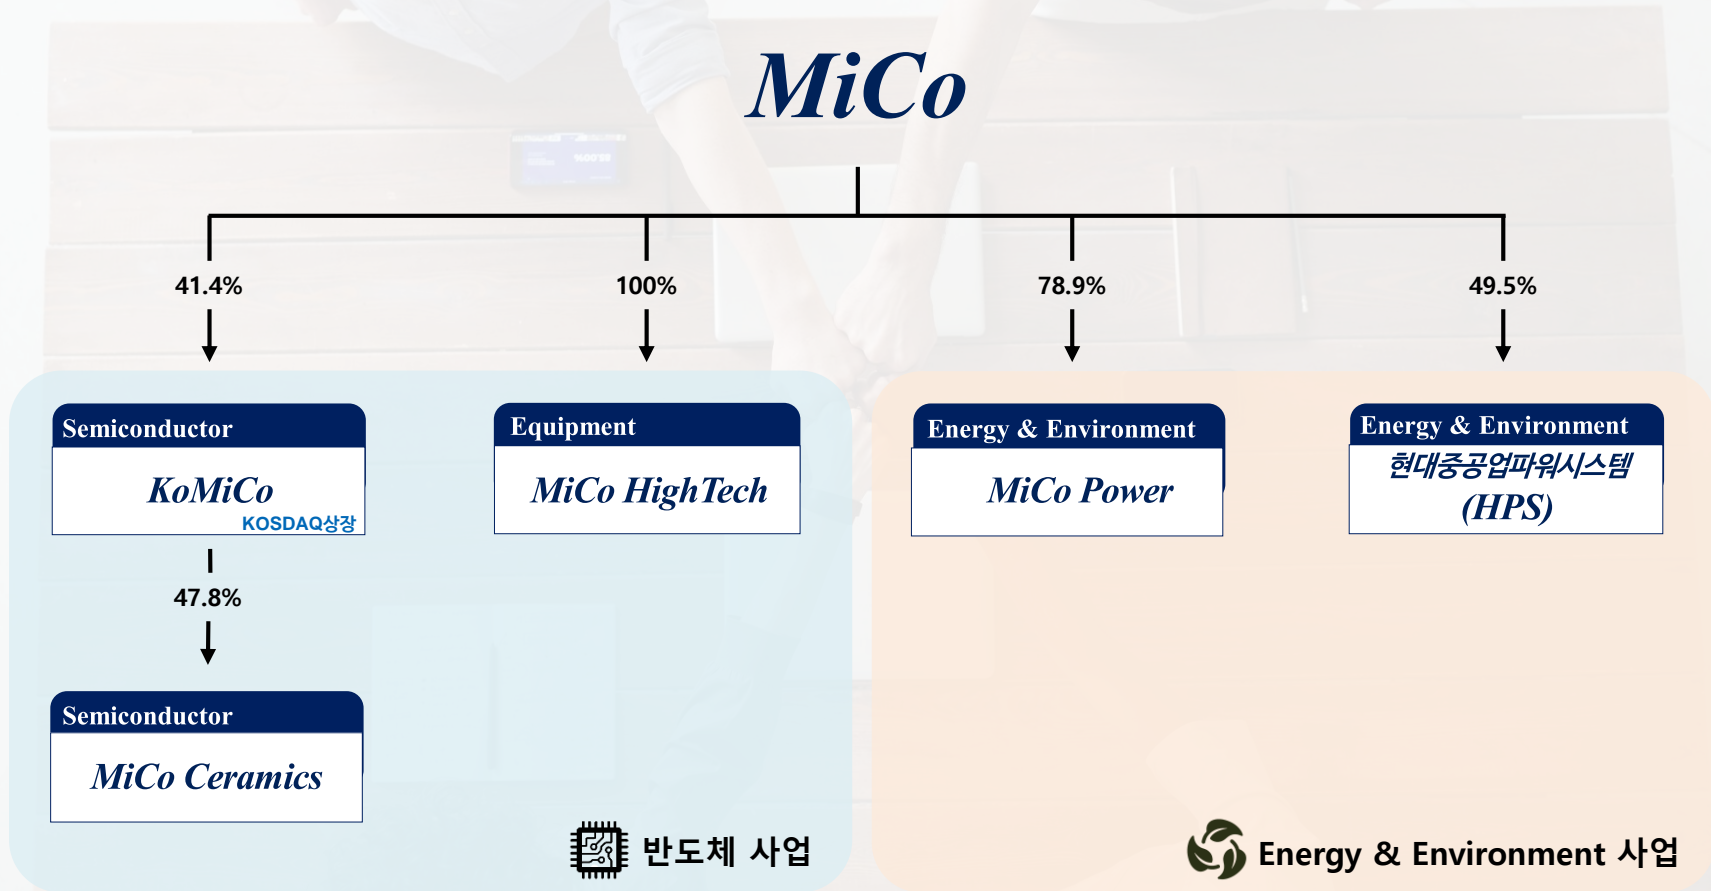 MiCo
41.4%
100%
78.9%
49.5%
Semiconductor
KoMiCo
KOSDAQ상장
Equipment
MiCo HighTech
Energy & Environment
MiCo Power
Energy & Environment
현대중공업파워시스템
(HPS)
47.8%
Semiconductor
MiCo Ceramics
반도체 사업
Energy & Environment 사업